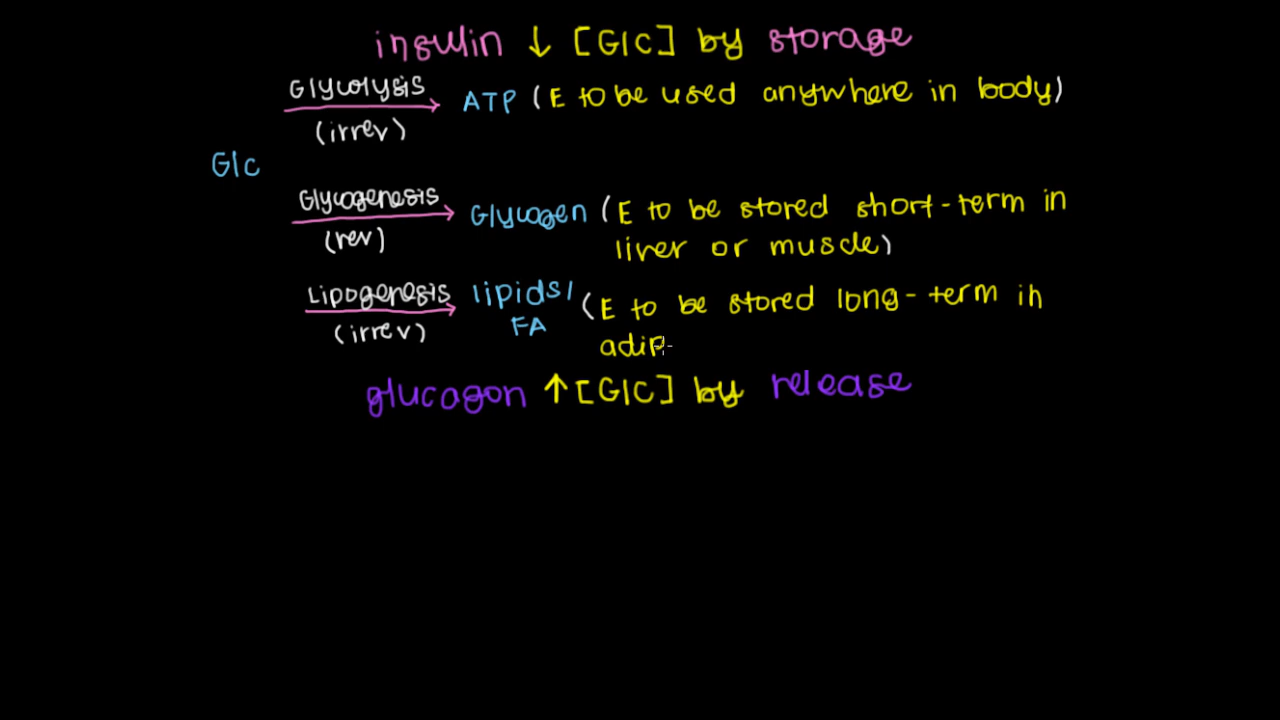 insulin ↓ [Glc] by storage
Glycolysis
ATP (E to be used anywhere in body)
(irrev)
Glc
Glycogenesis
Glycogen (E to be stored short-term in
(rev)
liver or muscle)
Lipogenesis
lipids/
(E to be stored long-term in
(irrev)
FA
adip
glucagon ↑ [Glc] by release